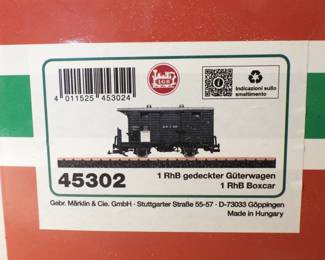 4 011525 453024
LGB
Indicazioni sullo
smaltimento
45302
1 RhB gedeckter Güterwagen
1 RhB Boxcar
Gebr. Märklin & Cie. GmbH · Stuttgarter Straße 55-57 · D-73033 Göppingen
Made in Hungary